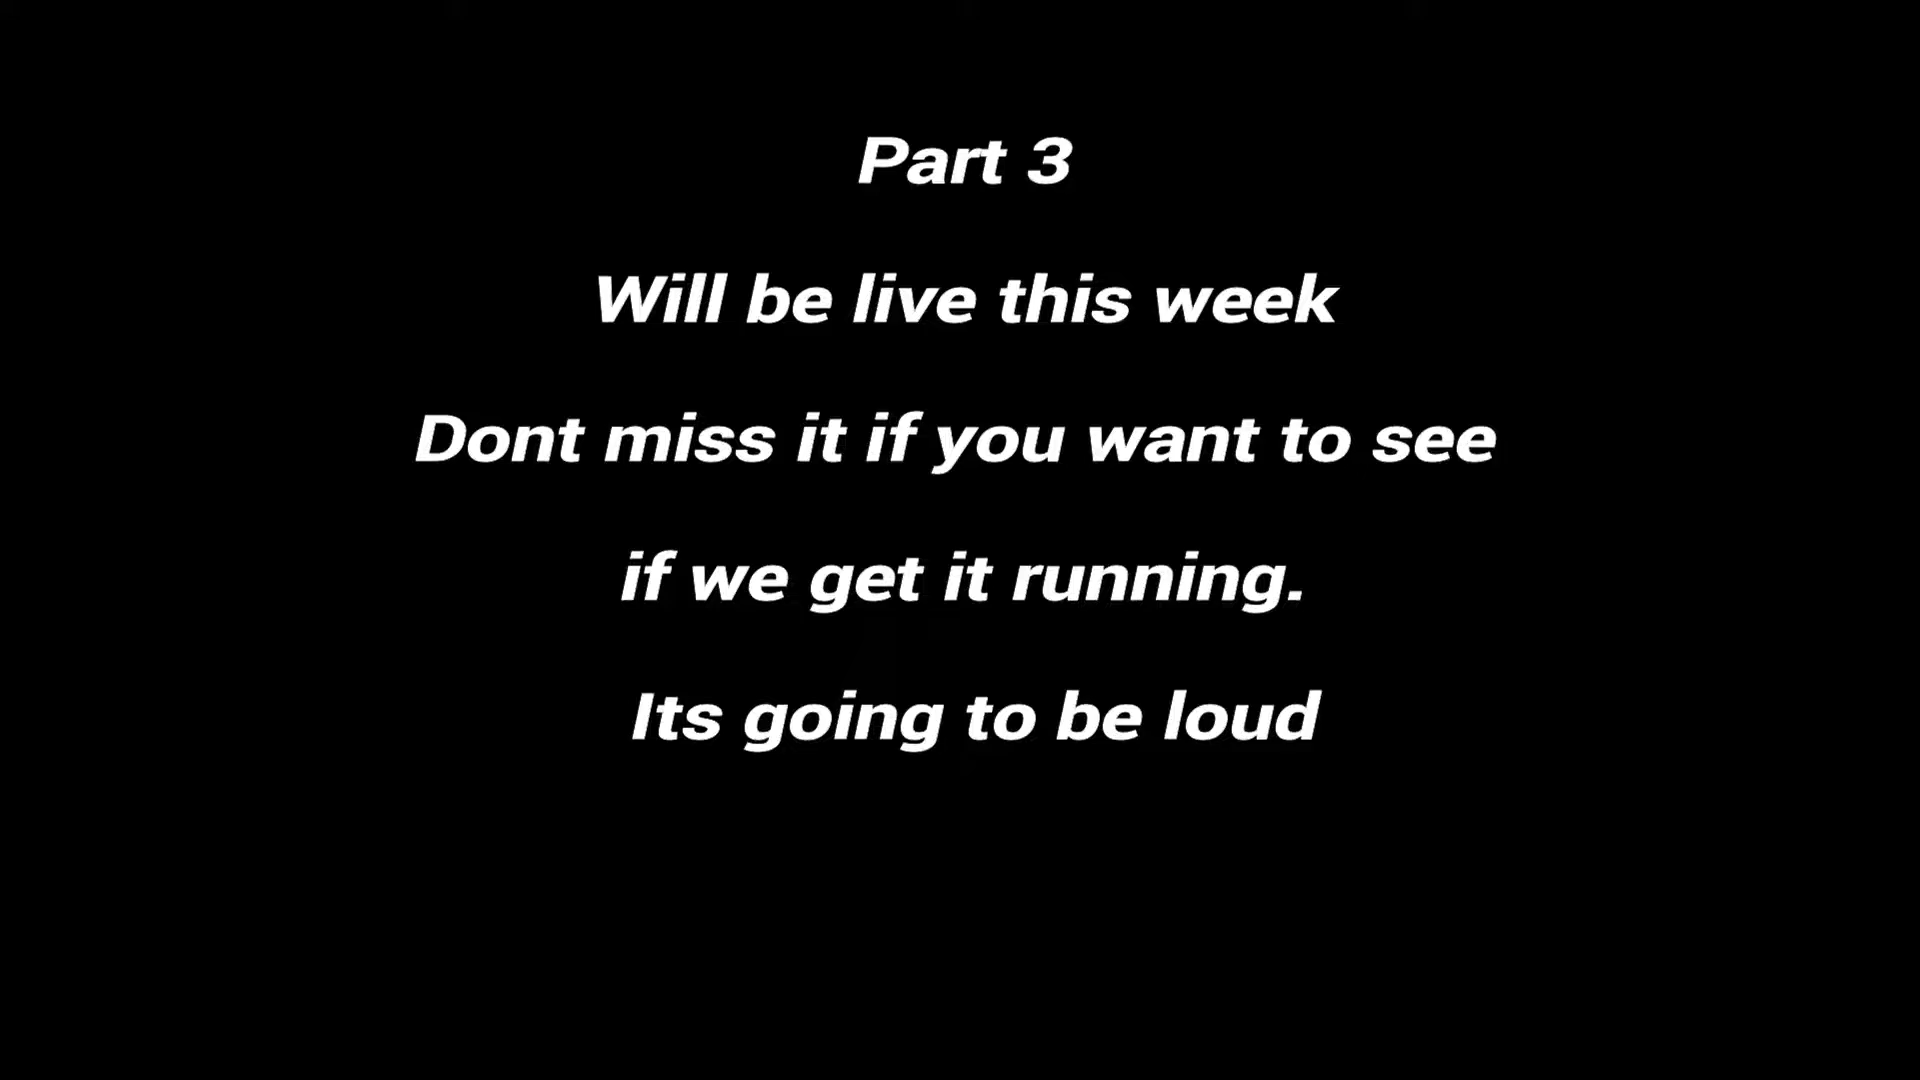 Part 3
Will be live this week
Dont miss it if you want to see
if we get it running.
Its going to be loud